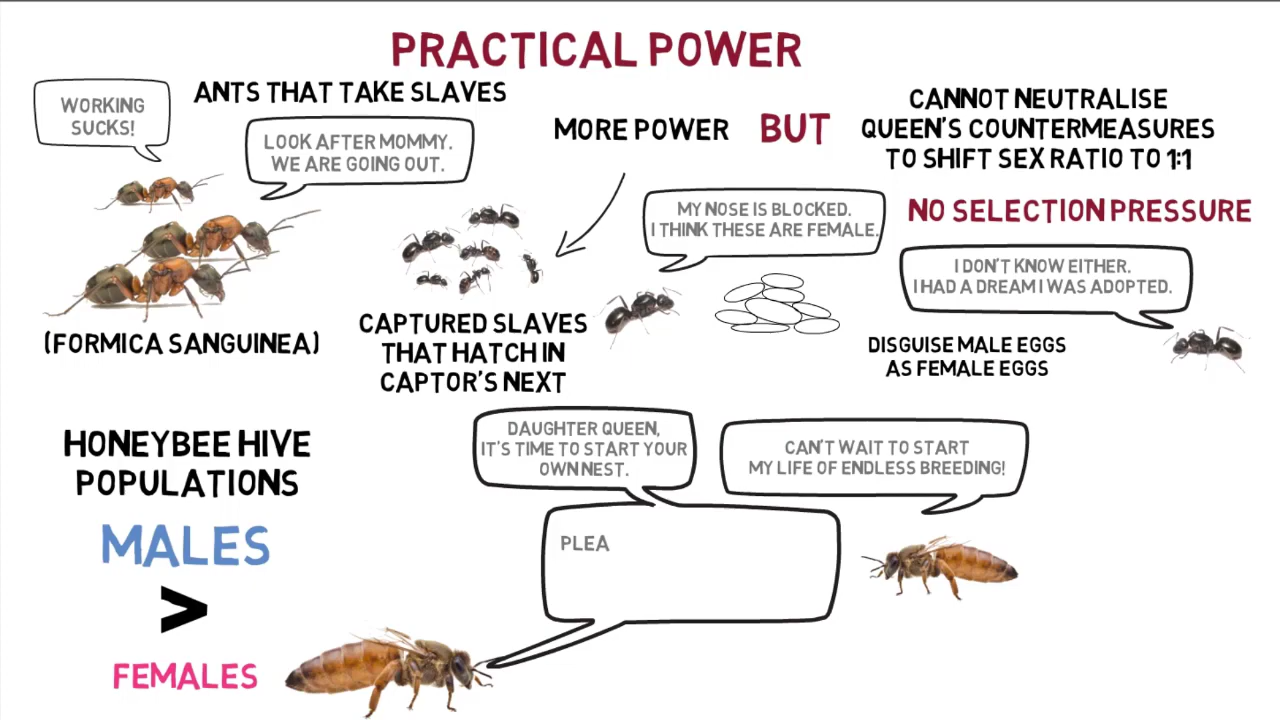 PRACTICAL POWER
ANTS THAT TAKE SLAVES
WORKING
SUCKS!
LOOK AFTER MOMMY.
WE ARE GOING OUT.
(FORMICA SANGUINEA)
MORE POWER
BUT
CANNOT NEUTRALISE
QUEEN'S COUNTERMEASURES
TO SHIFT SEX RATIO TO 1:1
NO SELECTION PRESSURE
CAPTURED SLAVES
THAT HATCH IN
CAPTOR'S NEXT
MY NOSE IS BLOCKED.
I THINK THESE ARE FEMALE.
I DON'T KNOW EITHER.
I HAD A DREAM I WAS ADOPTED.
DISGUISE MALE EGGS
AS FEMALE EGGS
HONEYBEE HIVE
POPULATIONS
MALES
>
FEMALES
DAUGHTER QUEEN,
IT'S TIME TO START YOUR
OWN NEST.
CAN'T WAIT TO START
MY LIFE OF ENDLESS BREEDING!
PLEA